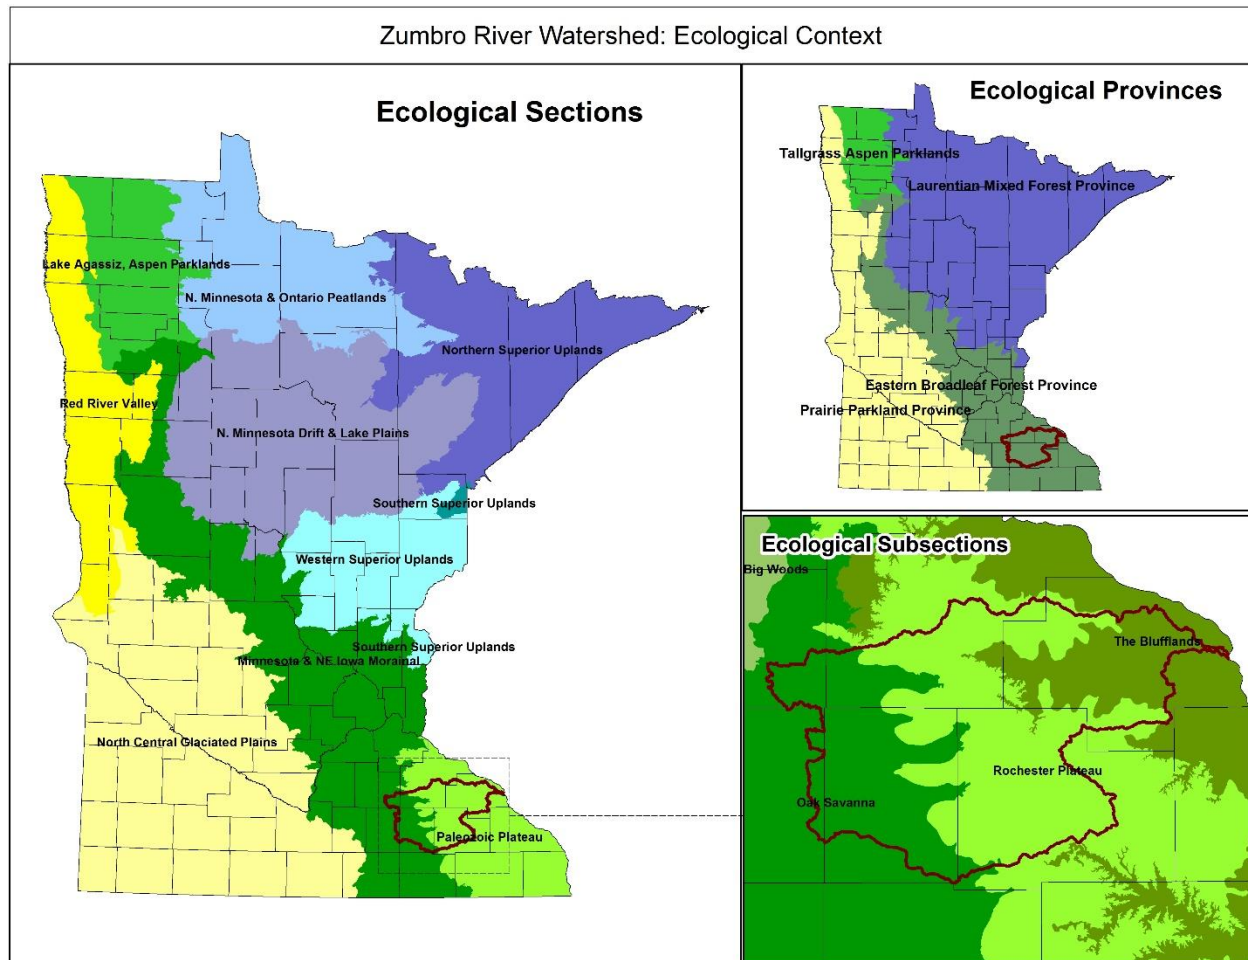 Zumbro River Watershed: Ecological Context
Ecological Sections
Lake Agassiz, Aspen Parklands
N. Minnesota & Ontario Peatlands
Northern Superior Uplands
Red River Valley
N. Minnesota Drift & Lake Plains
Southern Superior Uplands
Western Superior Uplands
Southern Superior Uplands
Minnesota & NE Iowa Morainal
North Central Glaciated Plains
Paleozoic Plateau
Ecological Provinces
Tallgrass Aspen Parklands
Laurentian Mixed Forest Province
Eastern Broadleaf Forest Province
Prairie Parkland Province
Ecological Subsections
Big Woods
The Blufflands
Rochester Plateau
Oak Savanna